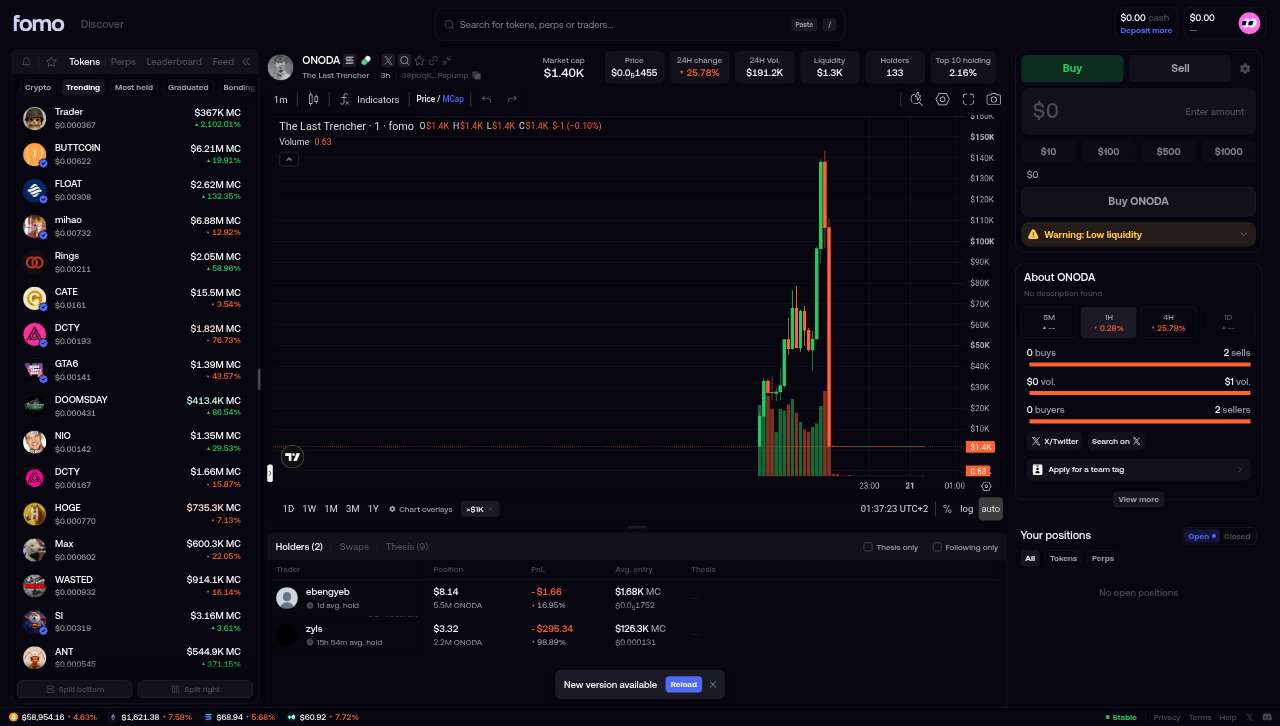 fomo
Discover
Search for tokens, perps or traders...
Paste
/
$0.00 cash
Deposit more
$0.00
Tokens Perps Leaderboard Feed
Crypto Trending Most held Graduated Bonding
Trader $367K MC
$0.000367 2,102.01%
BUTTCOIN $6.21M MC
$0.00622 19.91%
FLOAT $2.62M MC
$0.00308 132.35%
mihao $6.88M MC
$0.00732 12.92%
Rings $2.05M MC
$0.00211 58.96%
CATE $15.5M MC
$0.0161 3.54%
DCTY $1.82M MC
$0.00193 76.73%
GTA6 $1.39M MC
$0.00141 43.57%
DOOMSDAY $413.4K MC
$0.000431 86.54%
NIO $1.35M MC
$0.00142 29.53%
DCTY $1.66M MC
$0.00167 15.87%
HOGE $735.3K MC
$0.000770 7.13%
Max $600.3K MC
$0.000602 22.05%
WASTED $914.1K MC
$0.000932 16.14%
SI $3.16M MC
$0.00319 3.61%
ANT $544.9K MC
$0.000545 371.15%
Split bottom Split right
ONODA
The Last Trencher 3h
Market cap
$1.40K
Price
$0.0₅1455
24H change
25.78%
24H Vol.
$191.2K
Liquidity
$1.3K
Holders
133
Top 10 holding
2.16%
1m Indicators Price / MCap
The Last Trencher · 1 · fomo O$1.4K H$1.4K L$1.4K C$1.4K $-1 (−0.10%)
Volume 0.63
$160K
$150K
$140K
$130K
$120K
$110K
$100K
$90K
$80K
$70K
$60K
$50K
$40K
$30K
$20K
$10K
$1.4K
0.63
23:00 21 01:00
1D 1W 1M 3M 1Y Chart overlays >$1K 01:37:23 UTC+2 % log auto
Holders (2) Swaps Thesis (9) Thesis only Following only
Trader Position PnL Avg. entry Thesis
ebengyeb $8.14 -$1.66 $1.68K MC
1d avg. hold 5.5M ONODA 16.95% $0.0₅1752
zyls $3.32 -$295.34 $126.3K MC
15h 54m avg. hold 2.2M ONODA 98.89% $0.000131
New version available Reload
Buy Sell
$0 Enter amount
$10 $100 $500 $1000
$0
Buy ONODA
Warning: Low liquidity
About ONODA
No description found
5M 1H 4H 1D
-- 0.28% 25.78% --
0 buys 2 sells
$0 vol. $1 vol.
0 buyers 2 sellers
X/Twitter Search on X
Apply for a team tag
View more
Your positions Open Closed
All Tokens Perps
No open positions
$58,954.16 4.63% $1,621.38 7.58% $68.94 5.68% $60.92 7.72%
Stable Privacy Terms Help